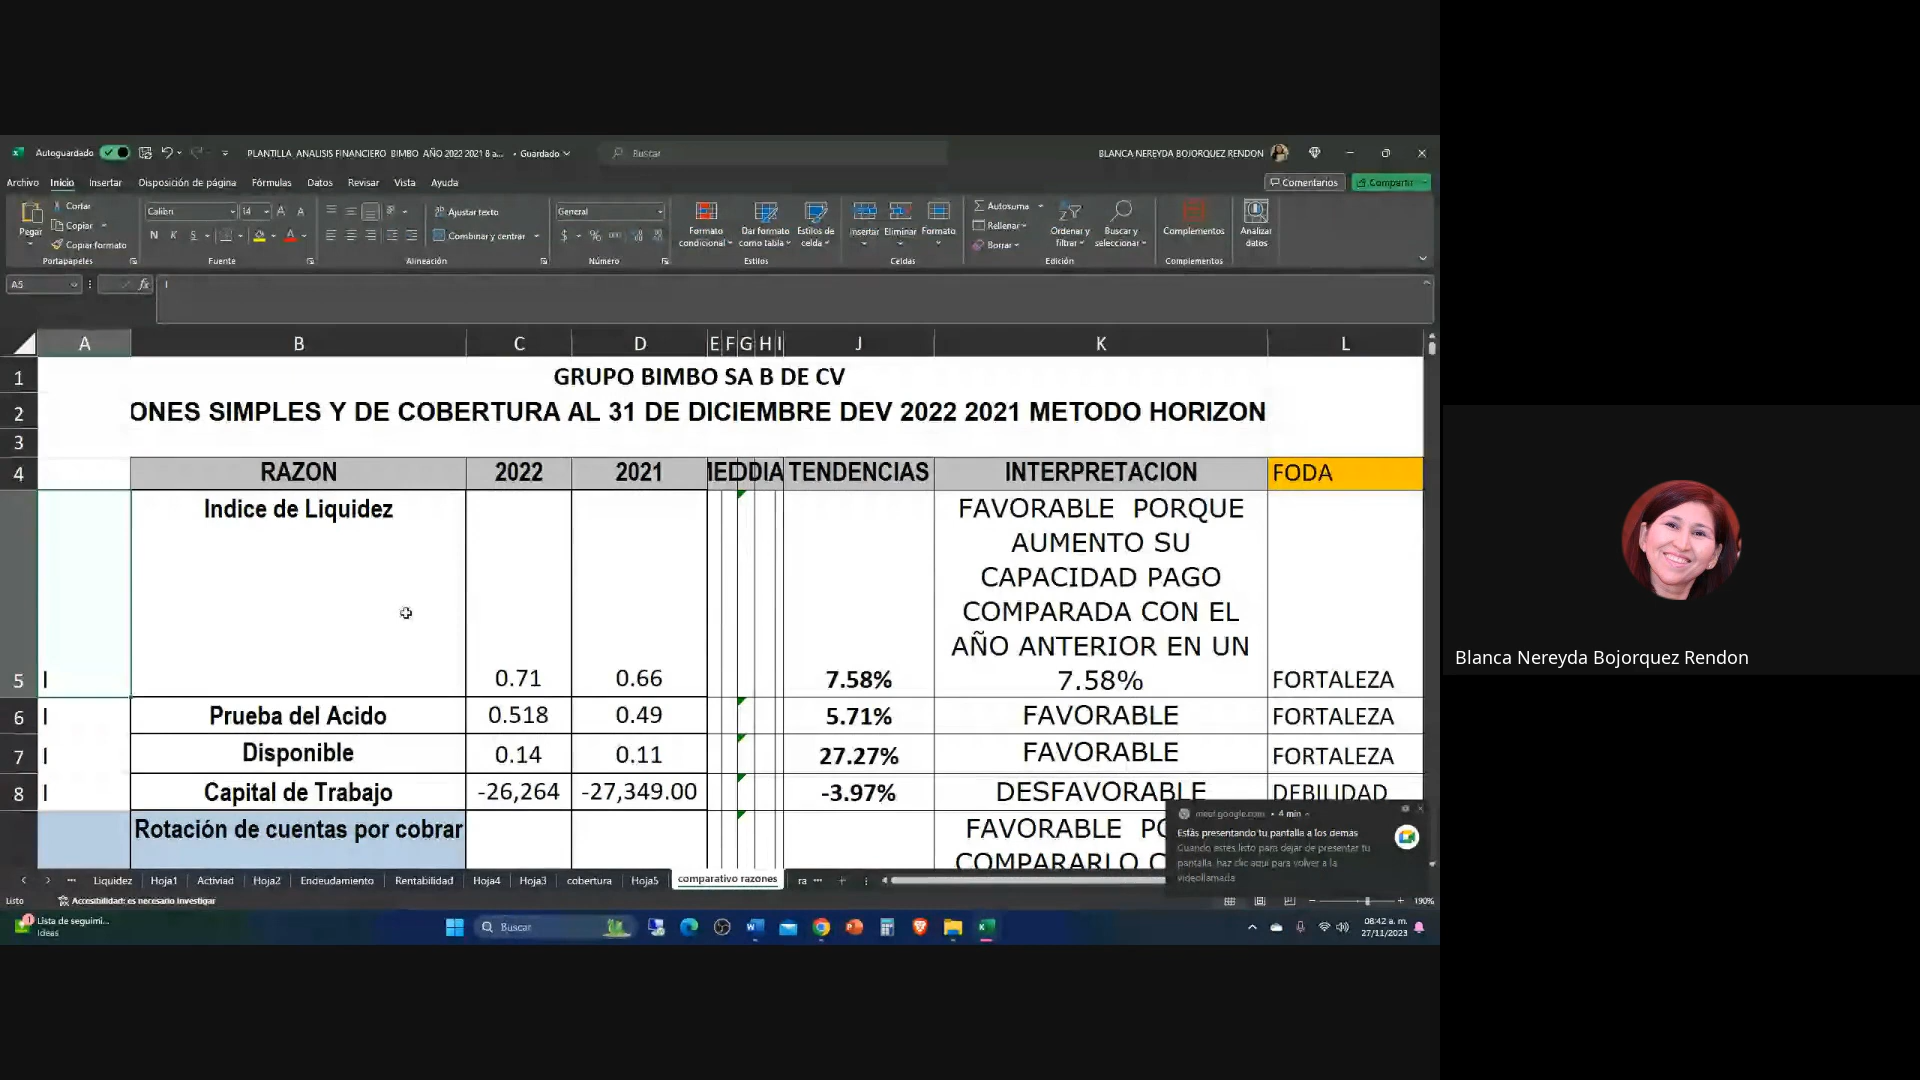 Autoguardado
PLANTILLA ANALISIS FINANCIERO BIMBO AÑO 2022 2021 8 a... • Guardado
Buscar
BLANCA NEREYDA BOJORQUEZ RENDON
Archivo Inicio Insertar Disposición de página Fórmulas Datos Revisar Vista Ayuda
Comentarios Compartir
Pegar
Cortar
Copiar
Copiar formato
Portapapeles
Calibri 14
N K S
Fuente
Ajustar texto
Combinar y centrar
Alineación
General
$ % 000
Número
Formato condicional
Dar formato como tabla
Estilos de celda
Estilos
Insertar Eliminar Formato
Celdas
Autosuma
Rellenar
Borrar
Ordenar y filtrar
Buscar y seleccionar
Edición
Complementos
Complementos
Analizar datos
A5 fx I
A B C D E F G H I J K L
1 GRUPO BIMBO SA B DE CV
2 ONES SIMPLES Y DE COBERTURA AL 31 DE DICIEMBRE DEV 2022 2021 METODO HORIZON
3
4 RAZON 2022 2021 IEDDIA TENDENCIAS INTERPRETACION FODA
Indice de Liquidez FAVORABLE PORQUE
AUMENTO SU
CAPACIDAD PAGO
COMPARADA CON EL
AÑO ANTERIOR EN UN
5 I 0.71 0.66 7.58% 7.58% FORTALEZA
6 I Prueba del Acido 0.518 0.49 5.71% FAVORABLE FORTALEZA
7 I Disponible 0.14 0.11 27.27% FAVORABLE FORTALEZA
8 I Capital de Trabajo -26,264 -27,349.00 -3.97% DESFAVORABLE DEBILIDAD
Rotación de cuentas por cobrar FAVORABLE PO
COMPARARLO C
meet.google.com • 4 min
Estás presentando tu pantalla a los demás
Cuando estés listo para dejar de presentar tu
pantalla, haz clic aquí para volver a la
videollamada
Liquidez Hoja1 Activiad Hoja2 Endeudamiento Rentabilidad Hoja4 Hoja3 cobertura Hoja5 comparativo razones ra
Listo Accesibilidad: es necesario investigar 190%
1
Lista de seguimi...
Ideas
Buscar
08:42 a. m.
27/11/2023
Blanca Nereyda Bojorquez Rendon